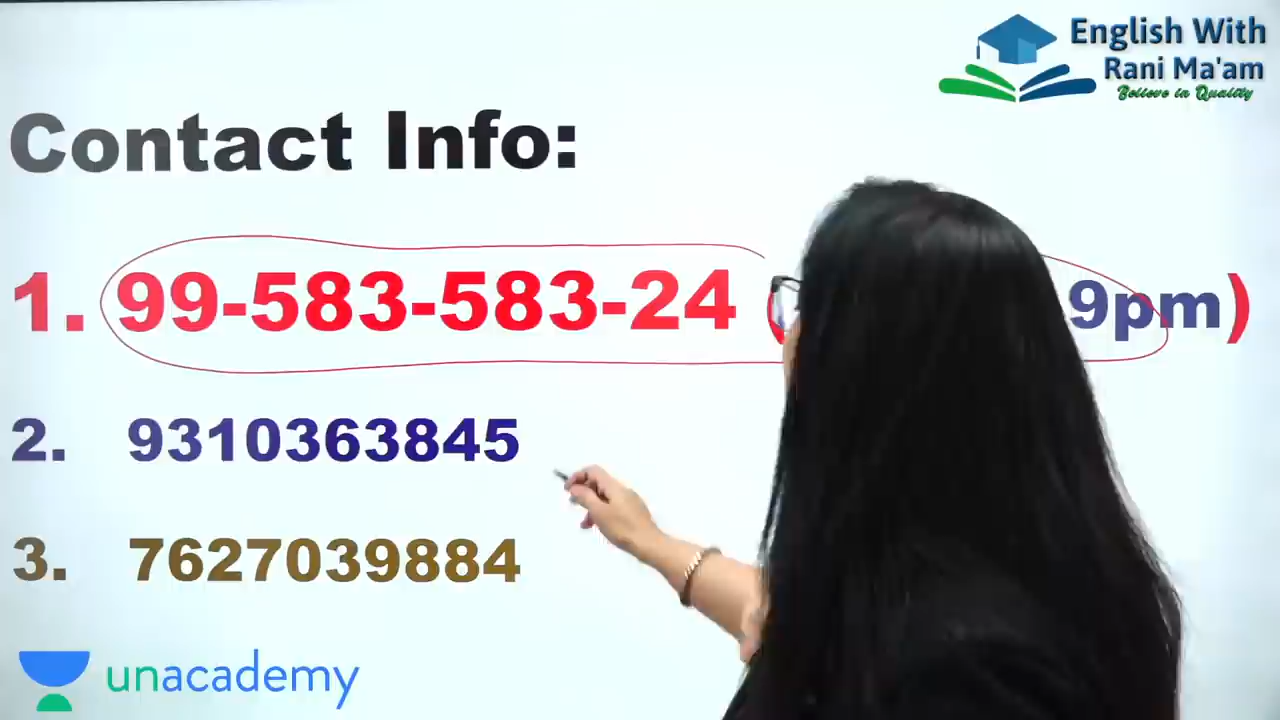 English With
Rani Ma'am
Believe in Quality
Contact Info:
1. 99-583-583-24 ( 9pm)
2. 9310363845
3. 7627039884
unacademy